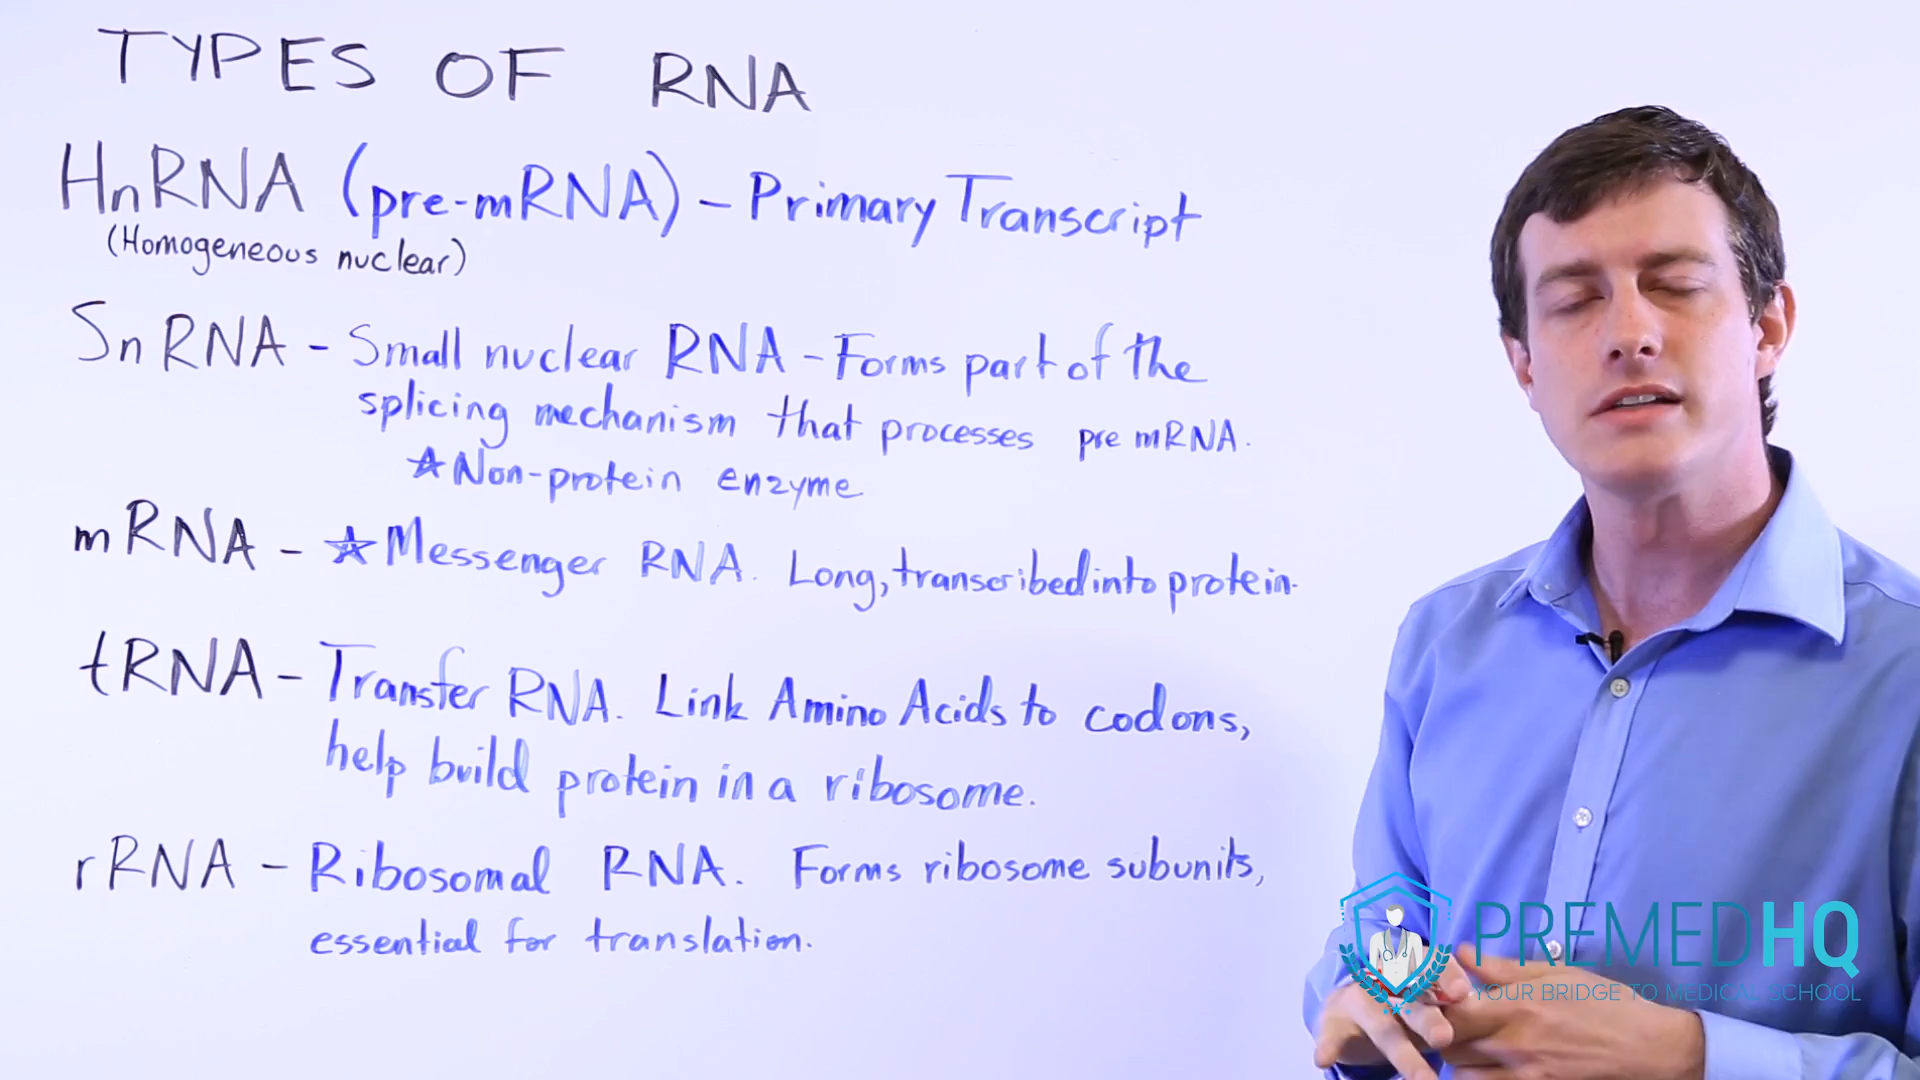 TYPES OF RNA
HnRNA (pre-mRNA) – Primary Transcript
(Homogeneous nuclear)
SnRNA – Small nuclear RNA – Forms part of the
splicing mechanism that processes pre mRNA.
☆ Non-protein enzyme
mRNA – ☆ Messenger RNA. Long, transcribed into protein.
tRNA – Transfer RNA. Link Amino Acids to codons,
help build protein in a ribosome.
rRNA – Ribosomal RNA. Forms ribosome subunits,
essential for translation.
PREMEDHQ
YOUR BRIDGE TO MEDICAL SCHOOL